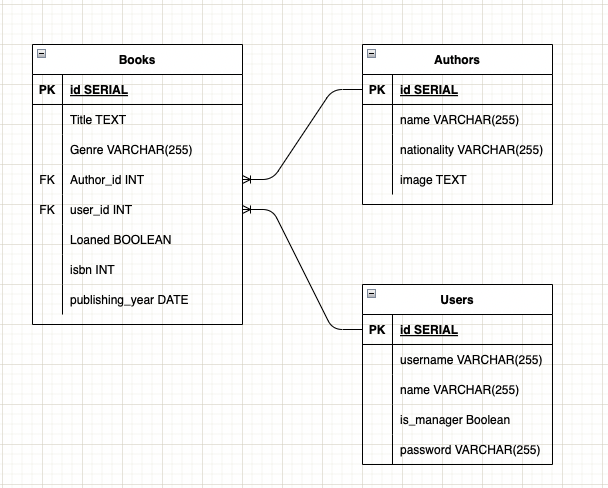 Books
PK id SERIAL
Title TEXT
Genre VARCHAR(255)
FK Author_id INT
FK user_id INT
Loaned BOOLEAN
isbn INT
publishing_year DATE
Authors
PK id SERIAL
name VARCHAR(255)
nationality VARCHAR(255)
image TEXT
Users
PK id SERIAL
username VARCHAR(255)
name VARCHAR(255)
is_manager Boolean
password VARCHAR(255)